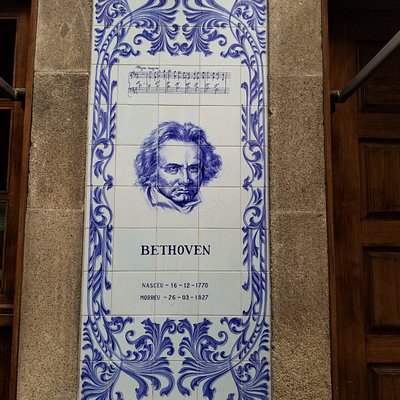 BETHOVEN
NASCEU - 16 - 12 - 1770
MORREU - 26 - 03 - 1827